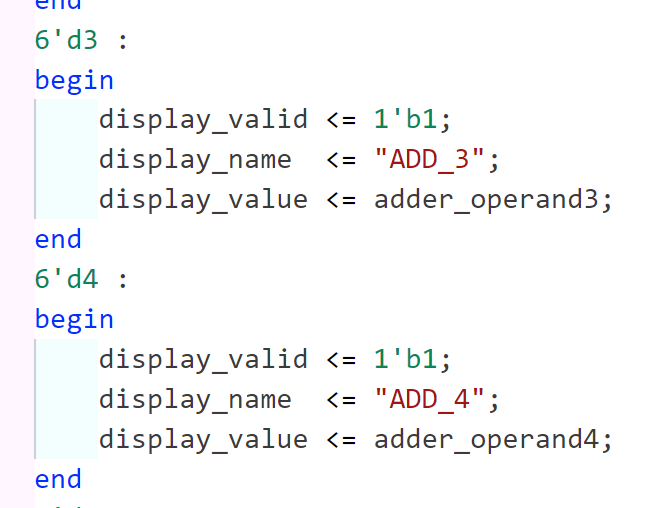 end
6'd3 :
begin
    display_valid <= 1'b1;
    display_name  <= "ADD_3";
    display_value <= adder_operand3;
end
6'd4 :
begin
    display_valid <= 1'b1;
    display_name  <= "ADD_4";
    display_value <= adder_operand4;
end